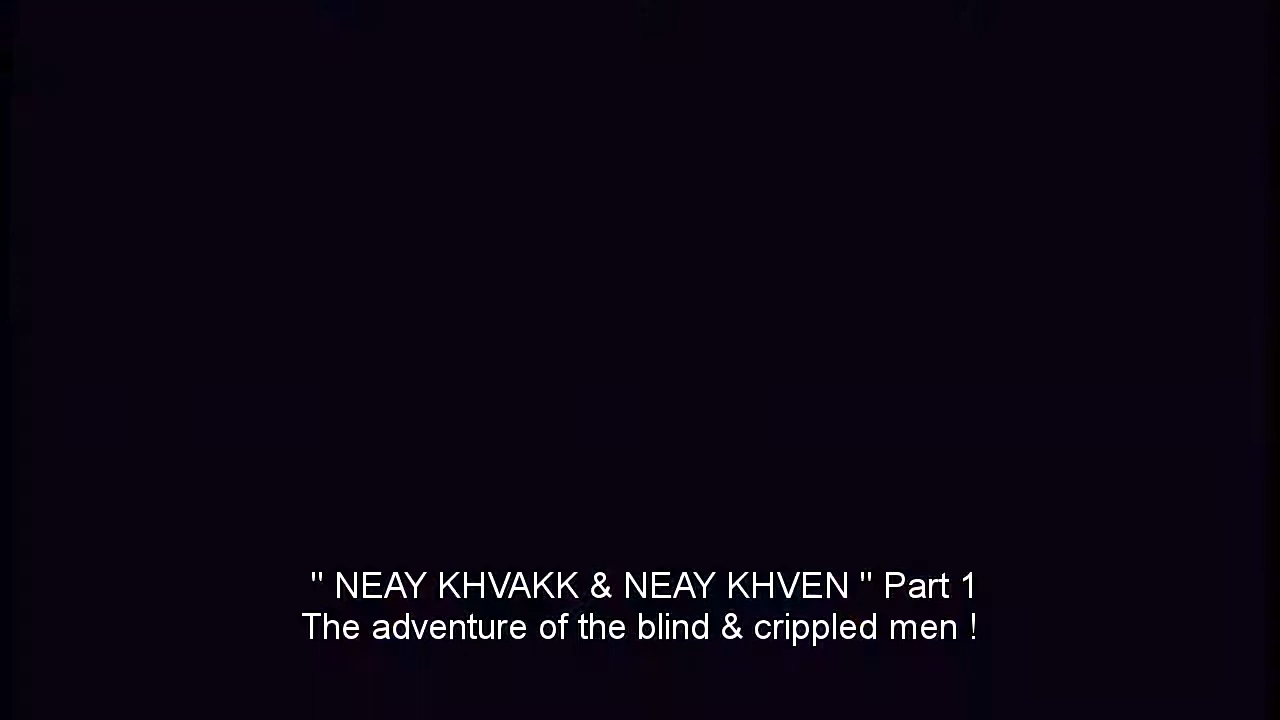 " NEAY KHVAKK & NEAY KHVEN " Part 1
The adventure of the blind & crippled men !